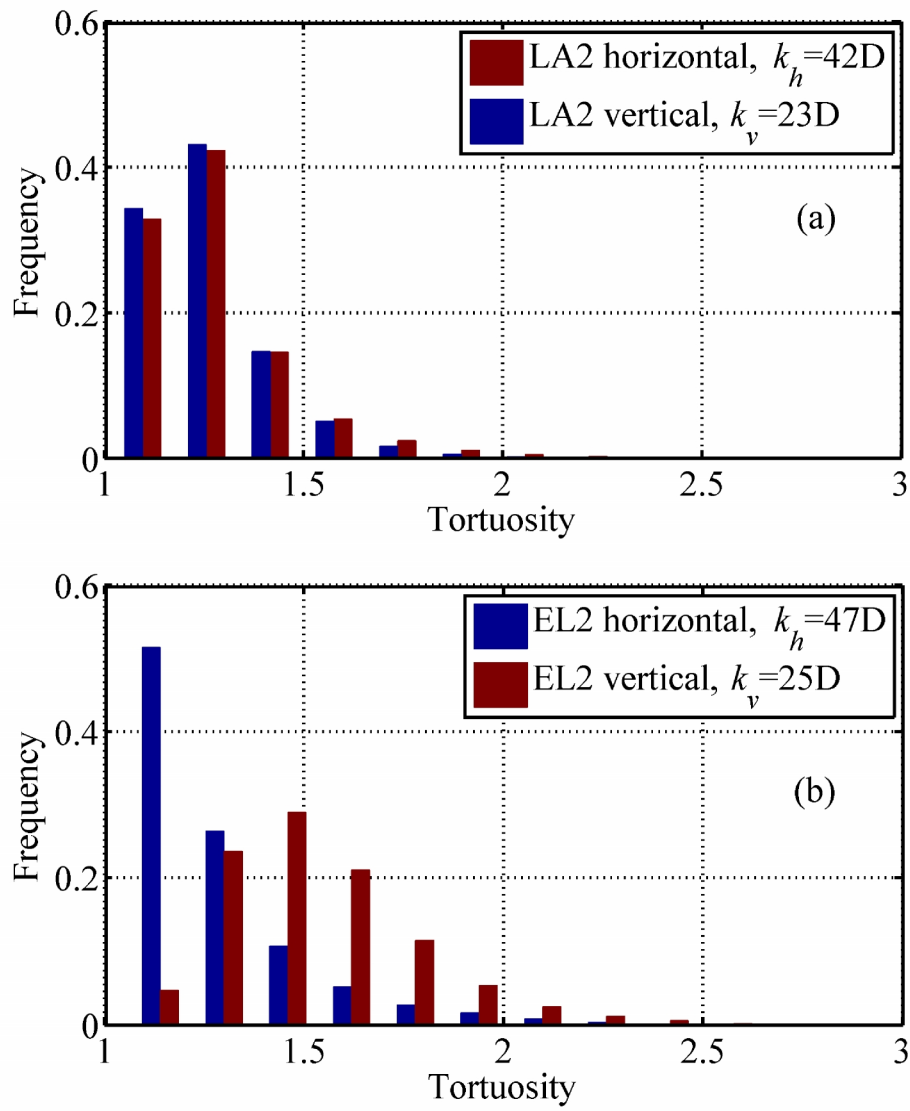 0.6
LA2 horizontal, k_h=42D
LA2 vertical, k_v=23D
0.4
(a)
Frequency
0.2
0
1 1.5 2 2.5 3
Tortuosity
0.6
EL2 horizontal, k_h=47D
EL2 vertical, k_v=25D
0.4
(b)
Frequency
0.2
0
1 1.5 2 2.5 3
Tortuosity